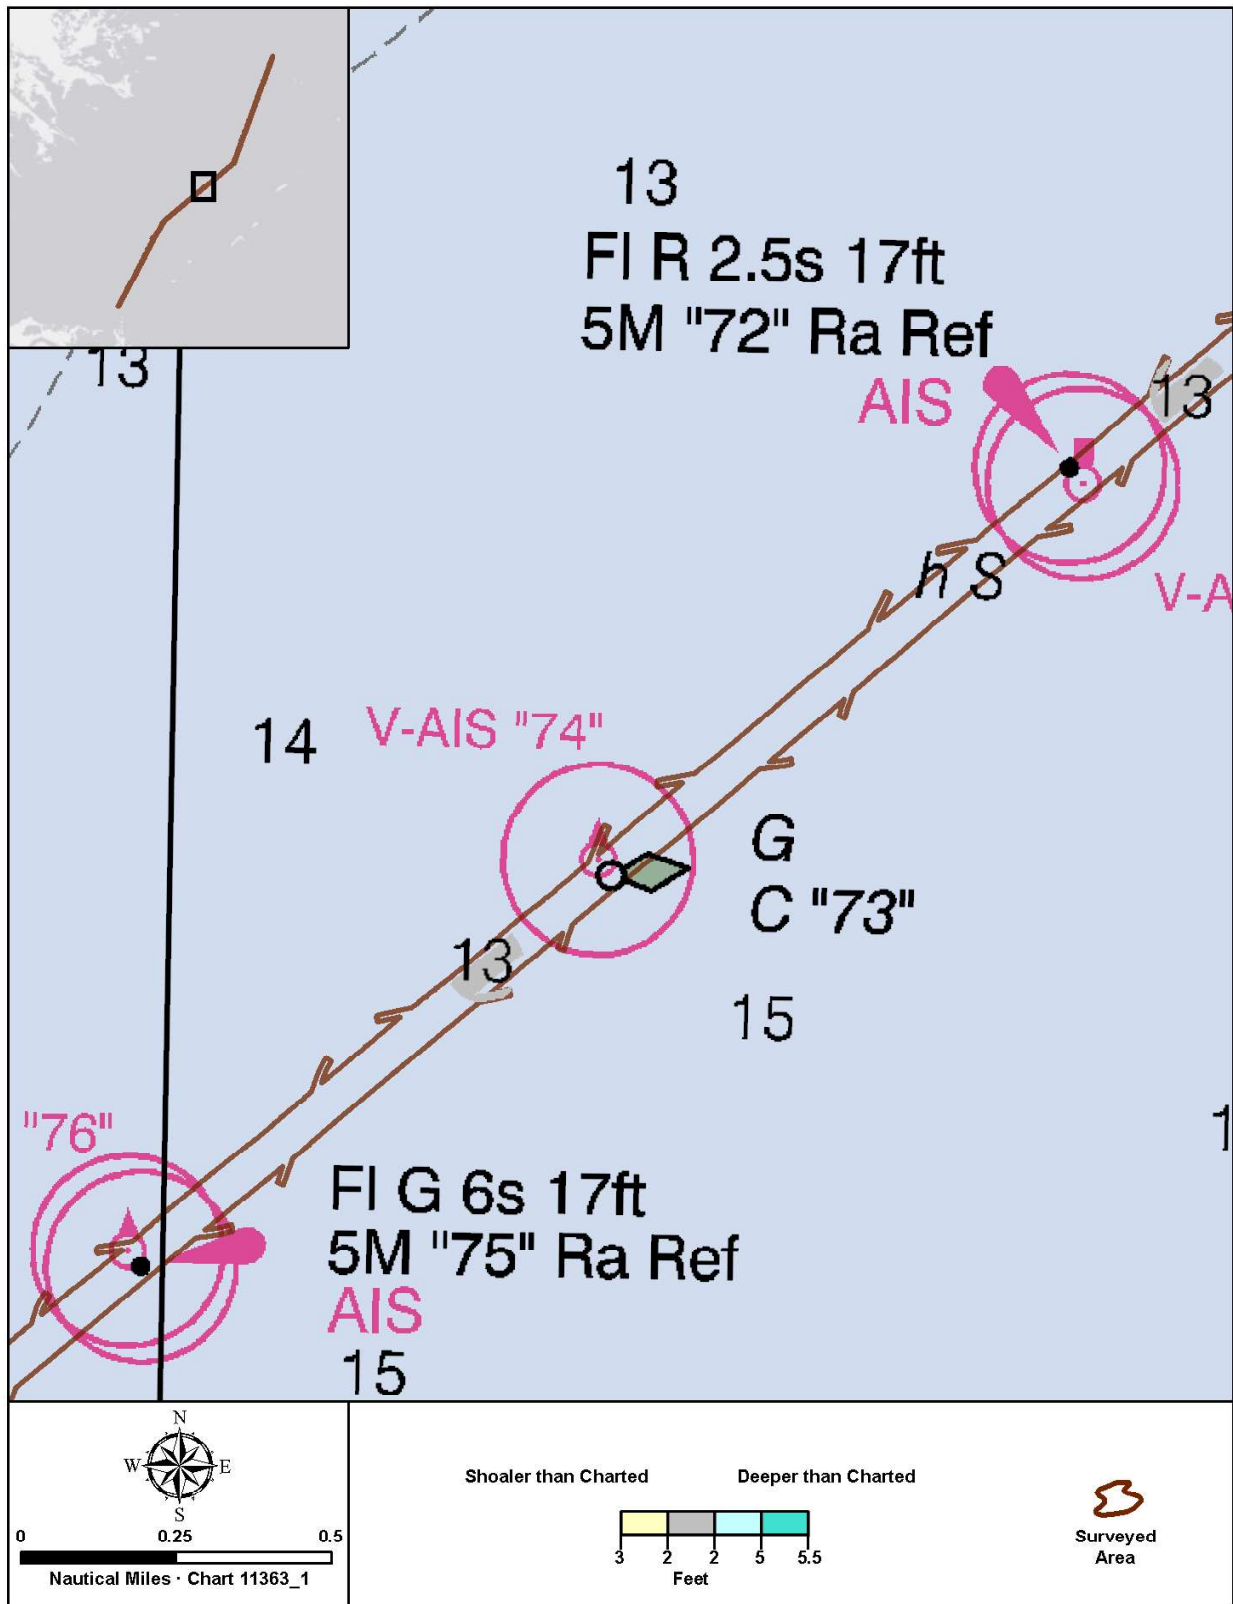 13
Fl R 2.5s 17ft
5M "72" Ra Ref
AIS
13
13
h S
V-A
V-AIS "74"
14
G
C "73"
13
15
"76"
1
Fl G 6s 17ft
5M "75" Ra Ref
AIS
15
N
W
E
S
0
0.25
0.5
Nautical Miles · Chart 11363_1
Shoaler than Charted
Deeper than Charted
3
2
2
5
5.5
Feet
Surveyed
Area